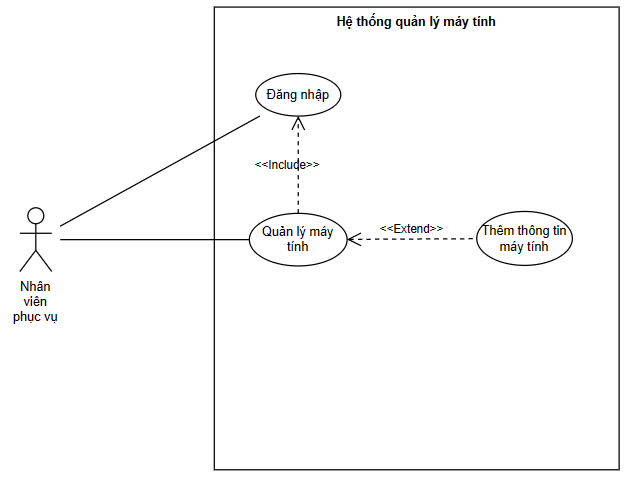 Hệ thống quản lý máy tính
Đăng nhập
<<Include>>
Quản lý máy
tính
<<Extend>>
Thêm thông tin
máy tính
Nhân
viên
phục vụ